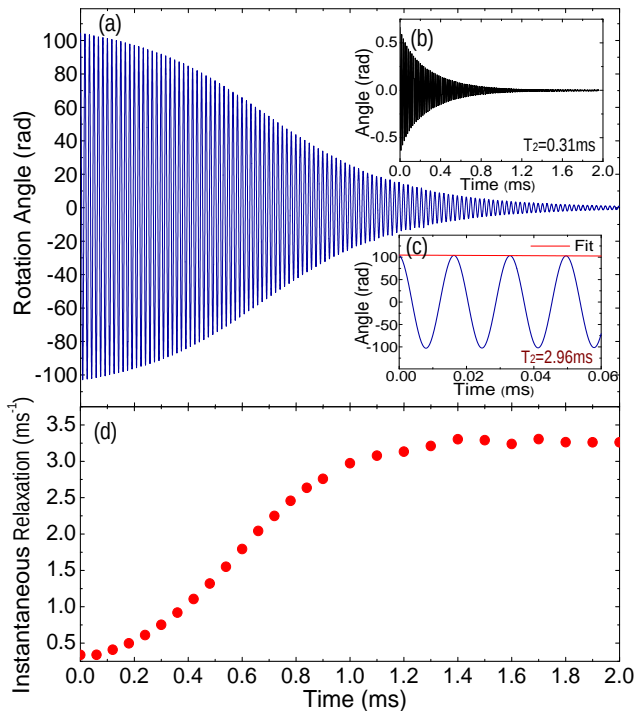 (a)
100
80
60
40
20
0
-20
-40
-60
-80
-100
Rotation Angle (rad)
(b)
0.5
0.0
-0.5
Angle (rad)
T2=0.31ms
0.0 0.4 0.8 1.2 1.6 2.0
Time (ms)
(c)
Fit
100
50
0
-50
-100
Angle (rad)
T2=2.96ms
0.00 0.02 0.04 0.06
Time (ms)
(d)
3.5
3.0
2.5
2.0
1.5
1.0
0.5
Instantaneous Relaxation (ms-1)
0.0 0.2 0.4 0.6 0.8 1.0 1.2 1.4 1.6 1.8 2.0
Time (ms)